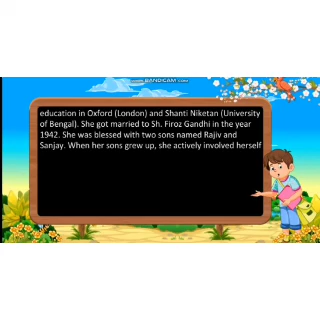 WWW.BANDICAM.COM
education in Oxford (London) and Shanti Niketan (University
of Bengal). She got married to Sh. Firoz Gandhi in the year
1942. She was blessed with two sons named Rajiv and
Sanjay. When her sons grew up, she actively involved herself